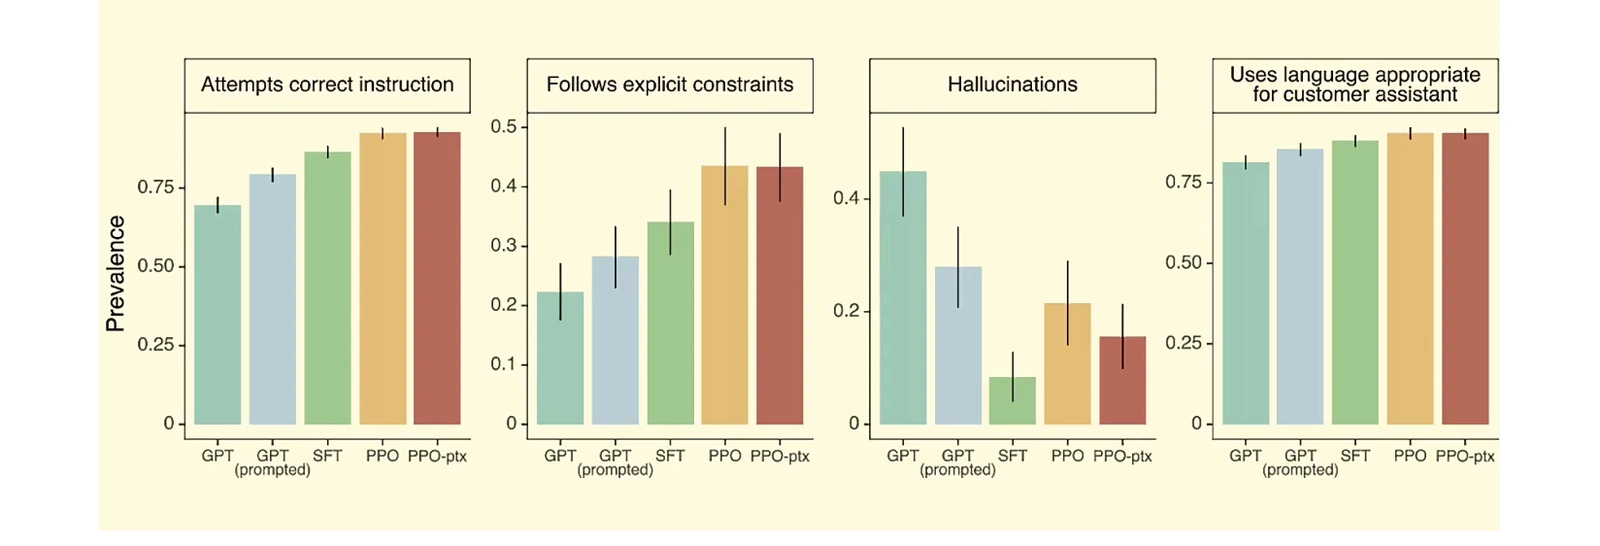 Attempts correct instruction
Prevalence
0.75
0.50
0.25
0
GPT
GPT
(prompted)
SFT
PPO
PPO-ptx
Follows explicit constraints
0.5
0.4
0.3
0.2
0.1
0
GPT
GPT
(prompted)
SFT
PPO
PPO-ptx
Hallucinations
0.4
0.2
0
GPT
GPT
(prompted)
SFT
PPO
PPO-ptx
Uses language appropriate
for customer assistant
0.75
0.50
0.25
0
GPT
GPT
(prompted)
SFT
PPO
PPO-ptx